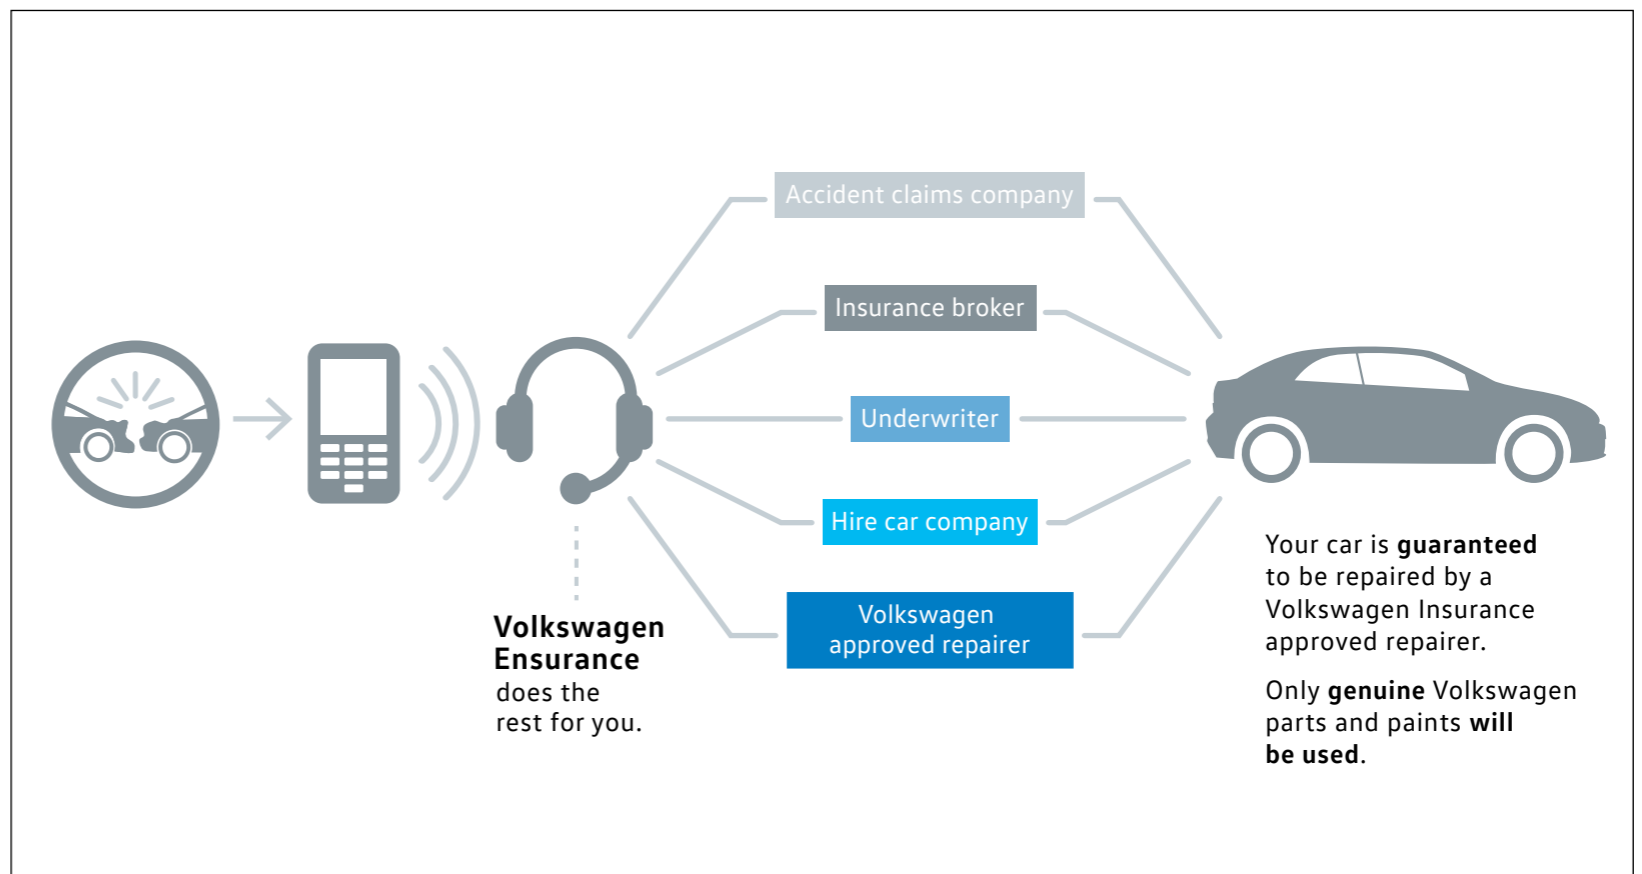 Accident claims company
Insurance broker
Underwriter
Hire car company
Volkswagen
approved repairer
Volkswagen
Ensurance
does the
rest for you.
Your car is guaranteed
to be repaired by a
Volkswagen Insurance
approved repairer.
Only genuine Volkswagen
parts and paints will
be used.